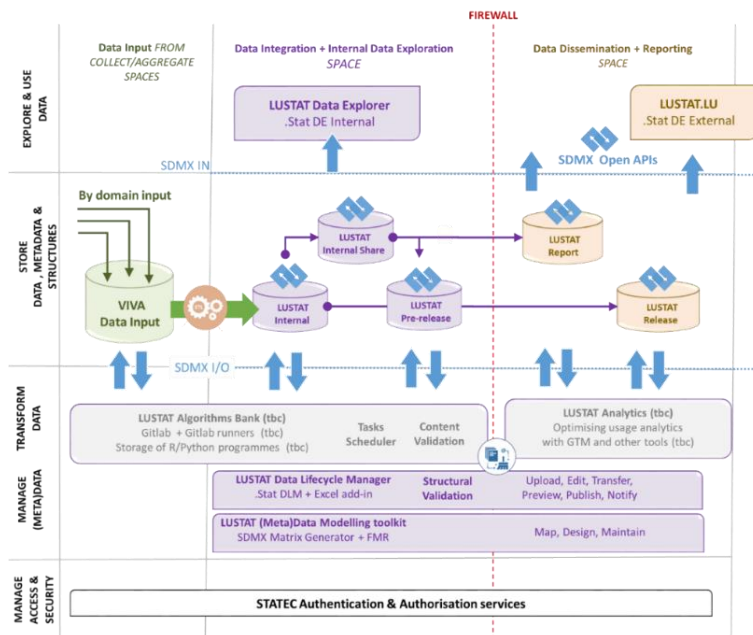 FIREWALL
Data Input FROM
COLLECT/AGGREGATE
SPACES
Data Integration + Internal Data Exploration
SPACE
Data Dissemination + Reporting
SPACE
EXPLORE & USE
DATA
LUSTAT Data Explorer
.Stat DE Internal
LUSTAT.LU
.Stat DE External
SDMX IN
SDMX Open APIs
STORE
DATA, METADATA &
STRUCTURES
By domain input
VIVA
Data Input
LUSTAT
Internal Share
LUSTAT
Report
LUSTAT
Internal
LUSTAT
Pre-release
LUSTAT
Release
SDMX I/O
TRANSFORM
DATA
LUSTAT Algorithms Bank (tbc)
Gitlab + Gitlab runners (tbc)
Storage of R/Python programmes (tbc)
Tasks
Scheduler
Content
Validation
LUSTAT Analytics (tbc)
Optimising usage analytics
with GTM and other tools (tbc)
MANAGE
(META)DATA
LUSTAT Data Lifecycle Manager
.Stat DLM + Excel add-in
Structural
Validation
Upload, Edit, Transfer,
Preview, Publish, Notify
LUSTAT (Meta)Data Modelling toolkit
SDMX Matrix Generator + FMR
Map, Design, Maintain
MANAGE
ACCESS &
SECURITY
STATEC Authentication & Authorisation services